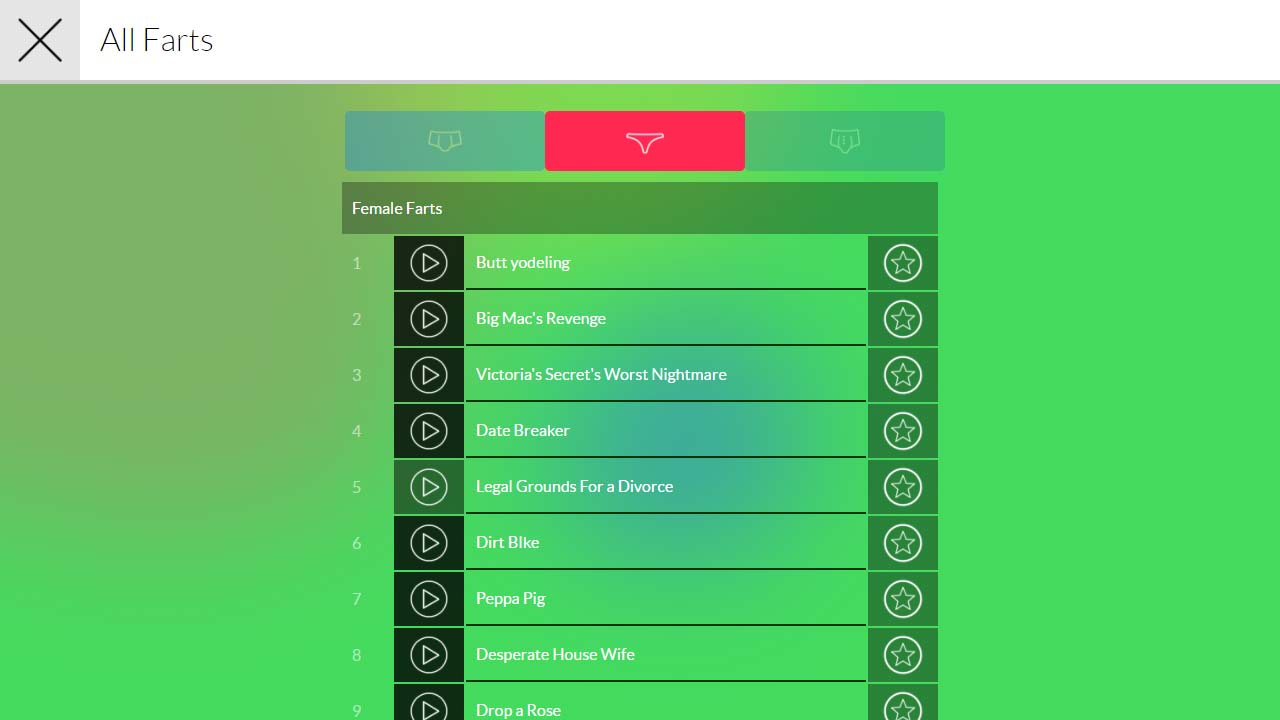 All Farts
Female Farts
1 Butt yodeling
2 Big Mac's Revenge
3 Victoria's Secret's Worst Nightmare
4 Date Breaker
5 Legal Grounds For a Divorce
6 Dirt BIke
7 Peppa Pig
8 Desperate House Wife
9 Drop a Rose